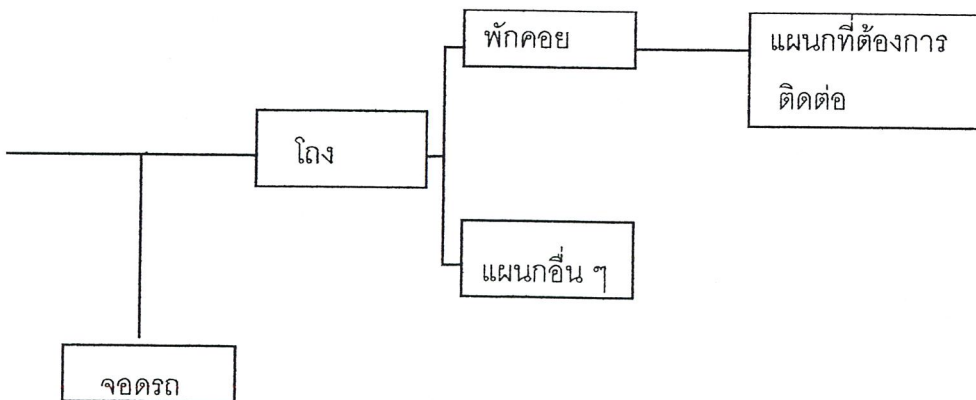 พักคอย
แผนกที่ต้องการ
ติดต่อ
โถง
แผนกอื่น ๆ
จอดรถ